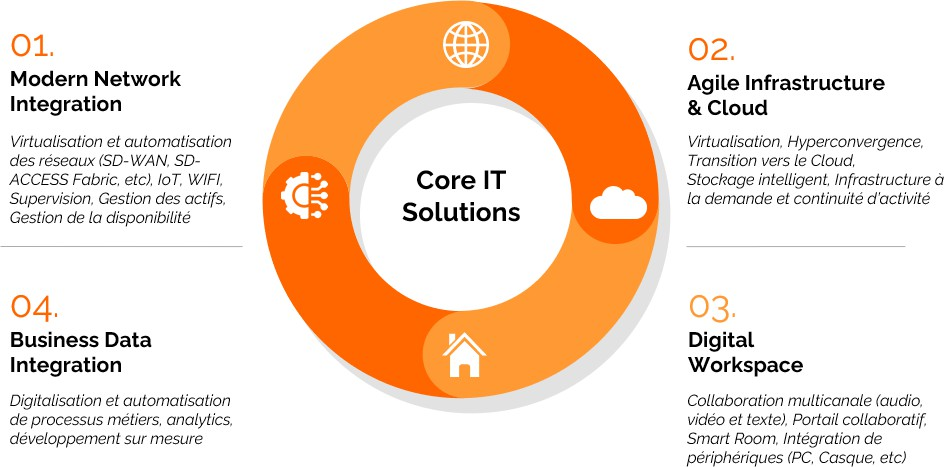 01.
Modern Network
Integration
Virtualisation et automatisation
des réseaux (SD-WAN, SD-
ACCESS Fabric, etc), IoT, WIFI,
Supervision, Gestion des actifs,
Gestion de la disponibilité
02.
Agile Infrastructure
& Cloud
Virtualisation, Hyperconvergence,
Transition vers le Cloud,
Stockage intelligent, Infrastructure à
la demande et continuité d'activité
Core IT
Solutions
04.
Business Data
Integration
Digitalisation et automatisation
de processus métiers, analytics,
développement sur mesure
03.
Digital
Workspace
Collaboration multicanale (audio,
vidéo et texte), Portail collaboratif,
Smart Room, Intégration de
périphériques (PC, Casque, etc)